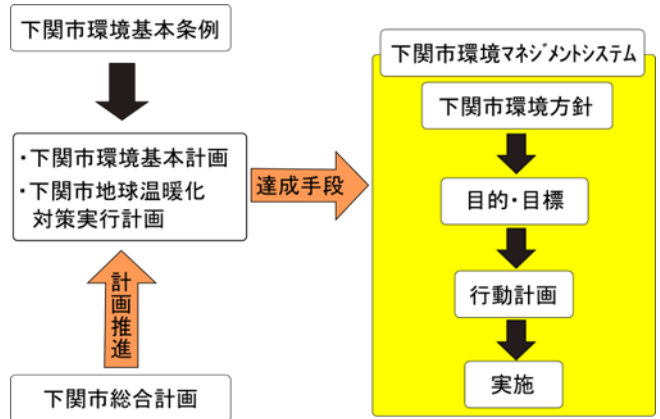 下関市環境基本条例
・下関市環境基本計画
・下関市地球温暖化
対策実行計画
計画推進
下関市総合計画
達成手段
下関市環境ﾏﾈｼﾞﾒﾝﾄｼｽﾃﾑ
下関市環境方針
目的・目標
行動計画
実施